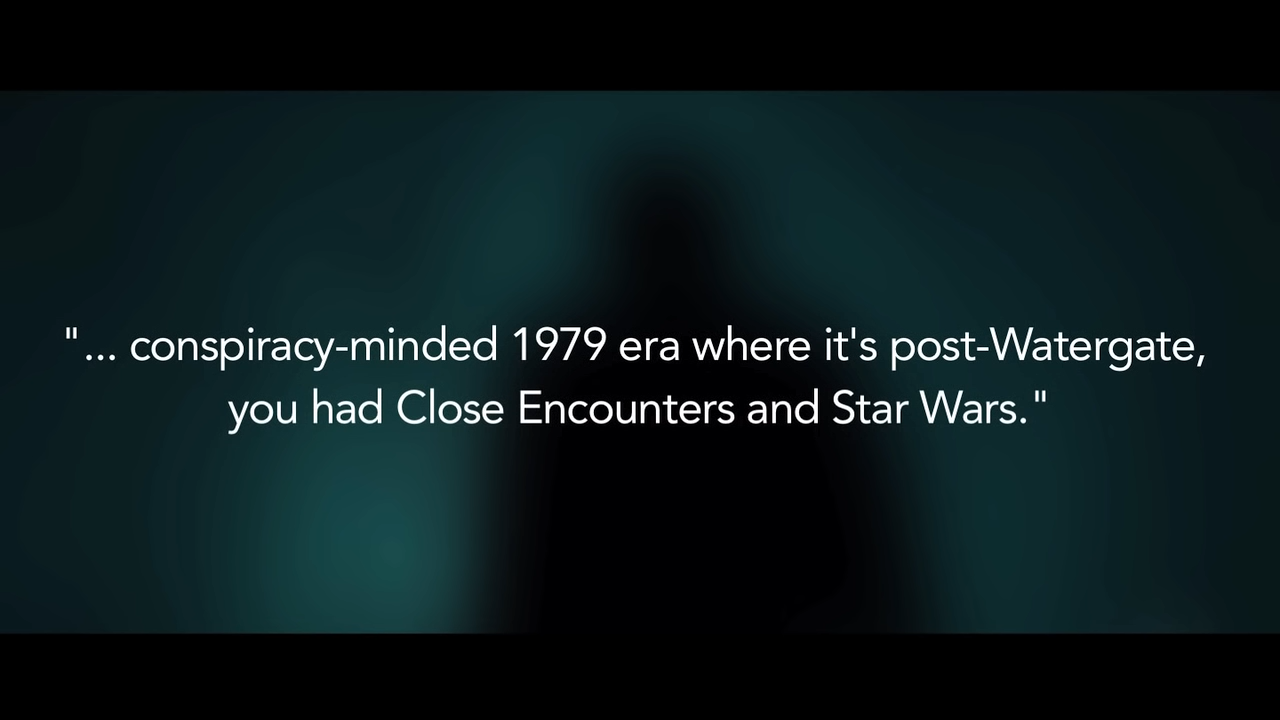 "... conspiracy-minded 1979 era where it's post-Watergate,
you had Close Encounters and Star Wars."